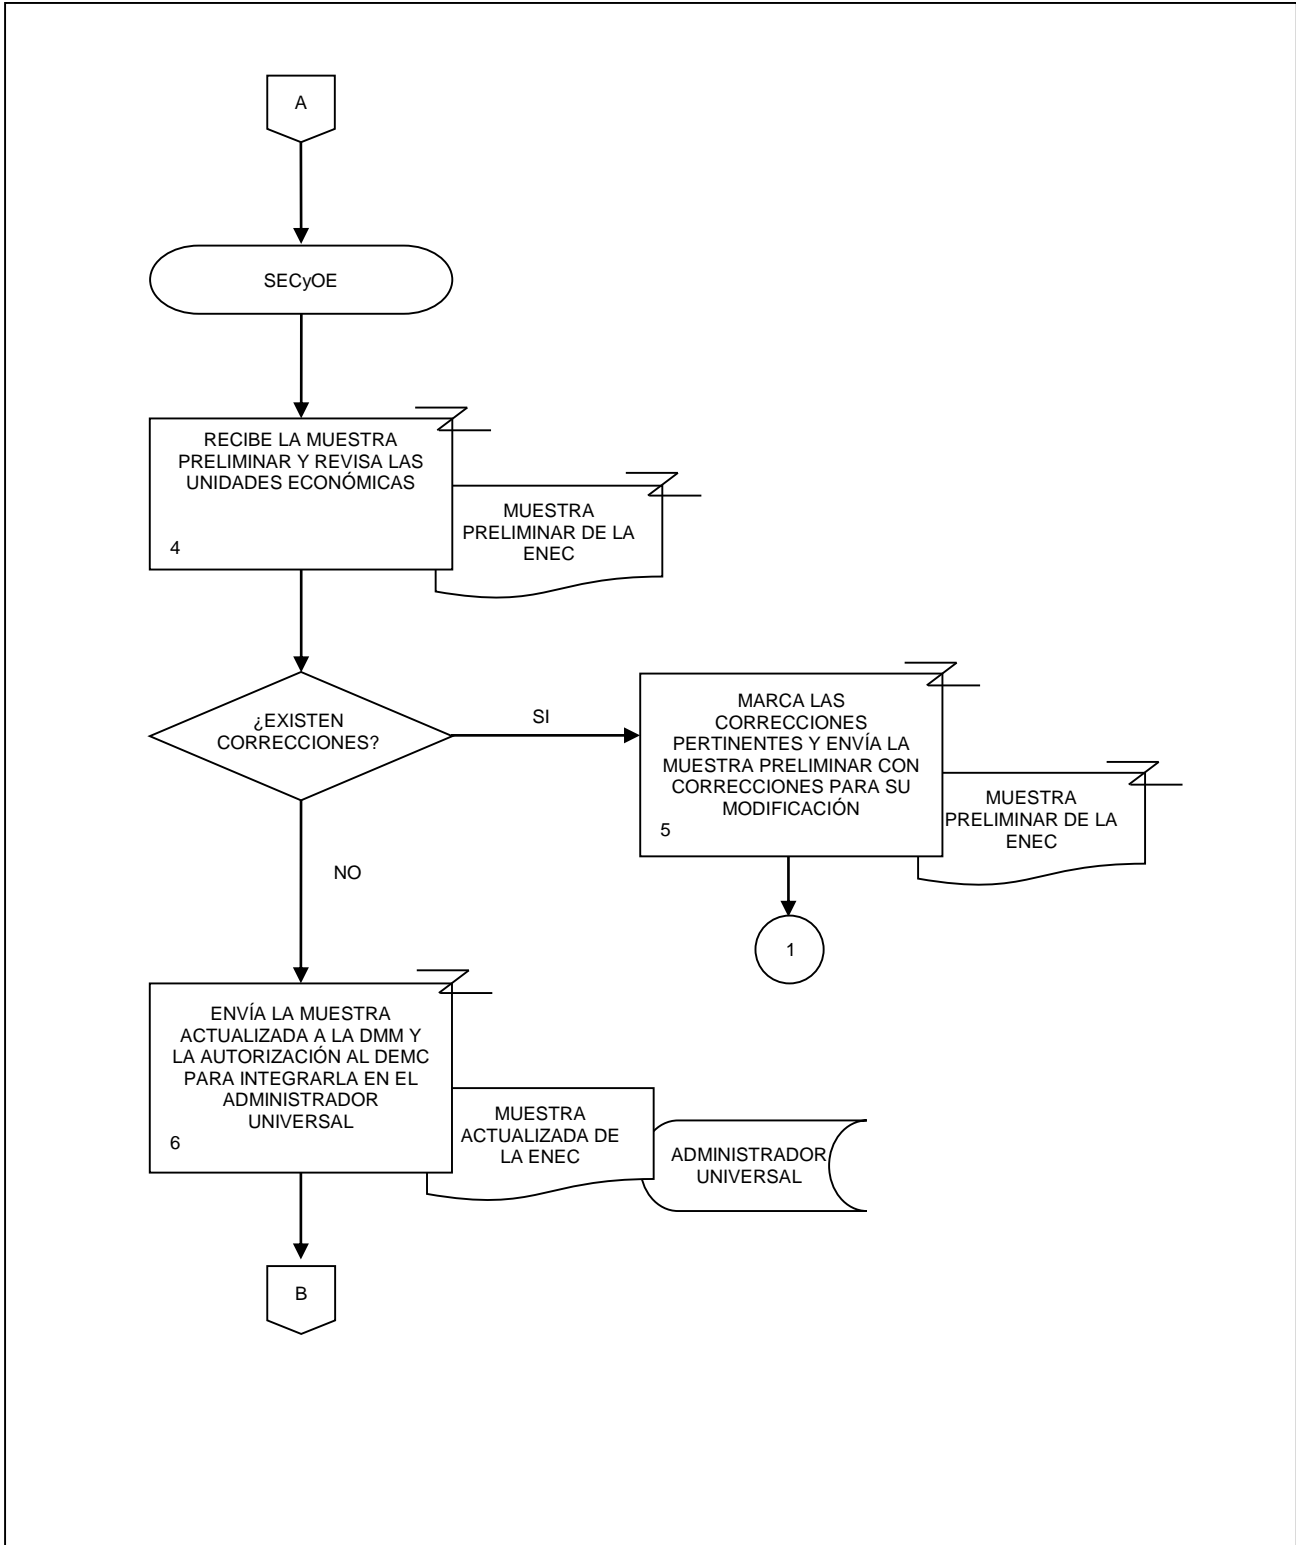 A
SECyOE
RECIBE LA MUESTRA
PRELIMINAR Y REVISA LAS
UNIDADES ECONÓMICAS
4
MUESTRA
PRELIMINAR DE LA
ENEC
¿EXISTEN
CORRECCIONES?
SI
MARCA LAS
CORRECCIONES
PERTINENTES Y ENVÍA LA
MUESTRA PRELIMINAR CON
CORRECCIONES PARA SU
MODIFICACIÓN
5
MUESTRA
PRELIMINAR DE LA
ENEC
NO
1
ENVÍA LA MUESTRA
ACTUALIZADA A LA DMM Y
LA AUTORIZACIÓN AL DEMC
PARA INTEGRARLA EN EL
ADMINISTRADOR
UNIVERSAL
6
MUESTRA
ACTUALIZADA DE
LA ENEC
ADMINISTRADOR
UNIVERSAL
B